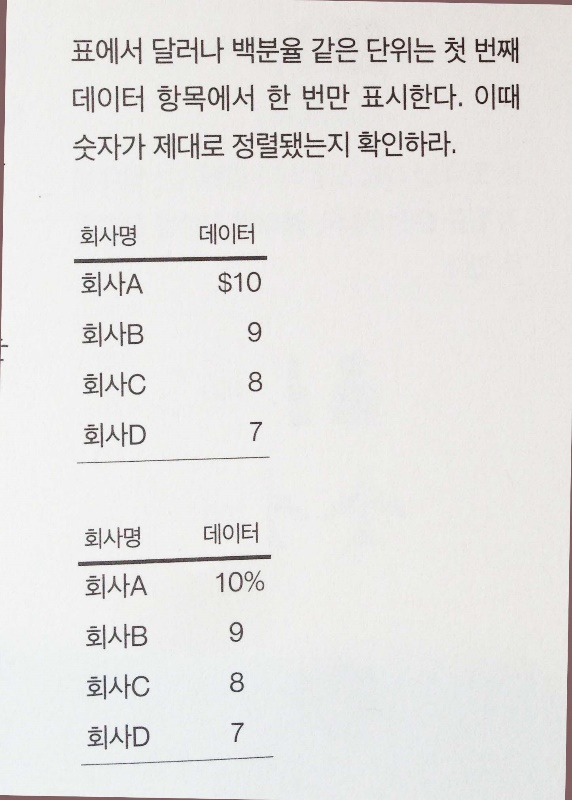 표에서 달러나 백분율 같은 단위는 첫 번째
데이터 항목에서 한 번만 표시한다. 이때
숫자가 제대로 정렬됐는지 확인하라.
회사명 데이터
회사A $10
회사B 9
회사C 8
회사D 7
회사명 데이터
회사A 10%
회사B 9
회사C 8
회사D 7